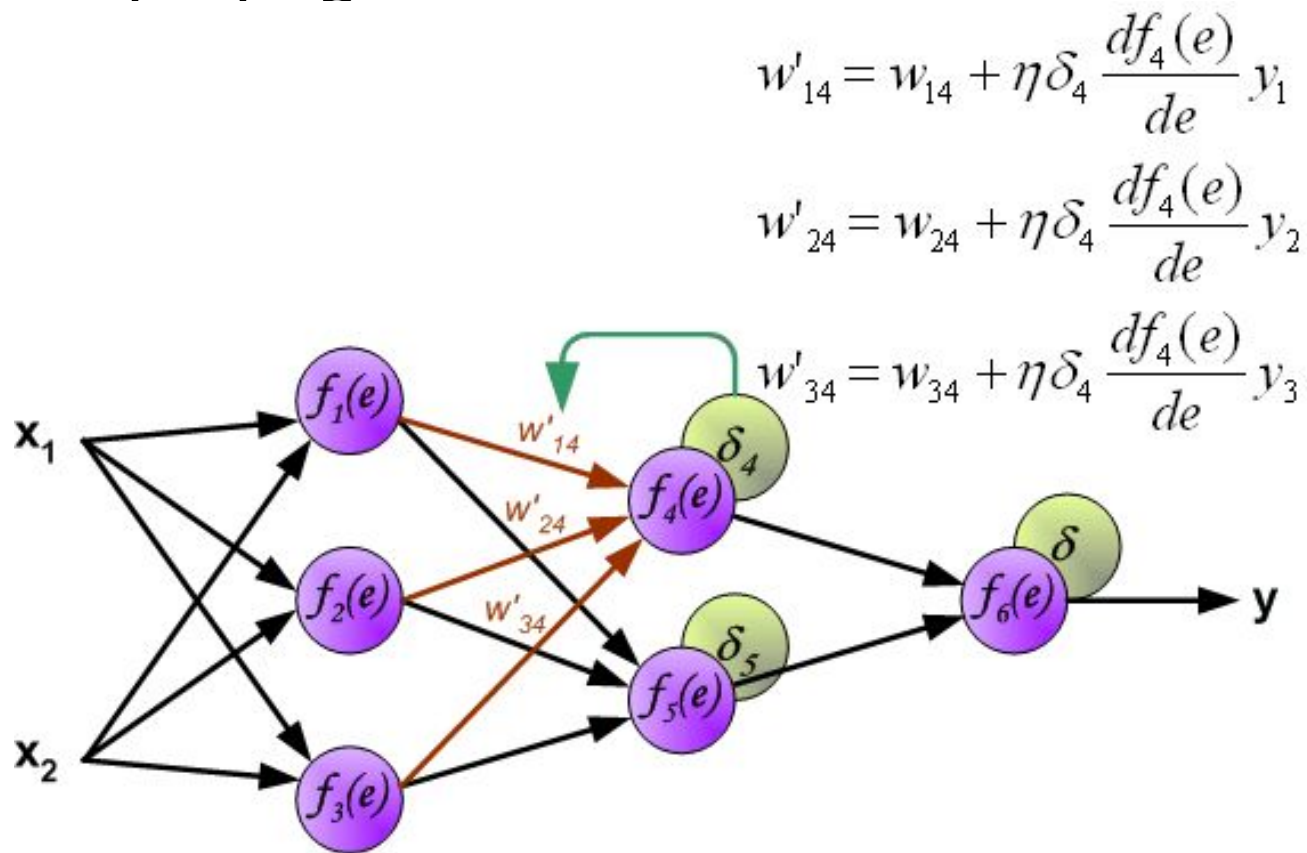 w'₁₄ = w₁₄ + ηδ₄ df₄(e)/de y₁
w'₂₄ = w₂₄ + ηδ₄ df₄(e)/de y₂
w'₃₄ = w₃₄ + ηδ₄ df₄(e)/de y₃
x₁
x₂
f₁(e)
f₂(e)
f₃(e)
w'₁₄
w'₂₄
w'₃₄
δ₄
f₄(e)
δ₅
f₅(e)
δ
f₆(e)
y